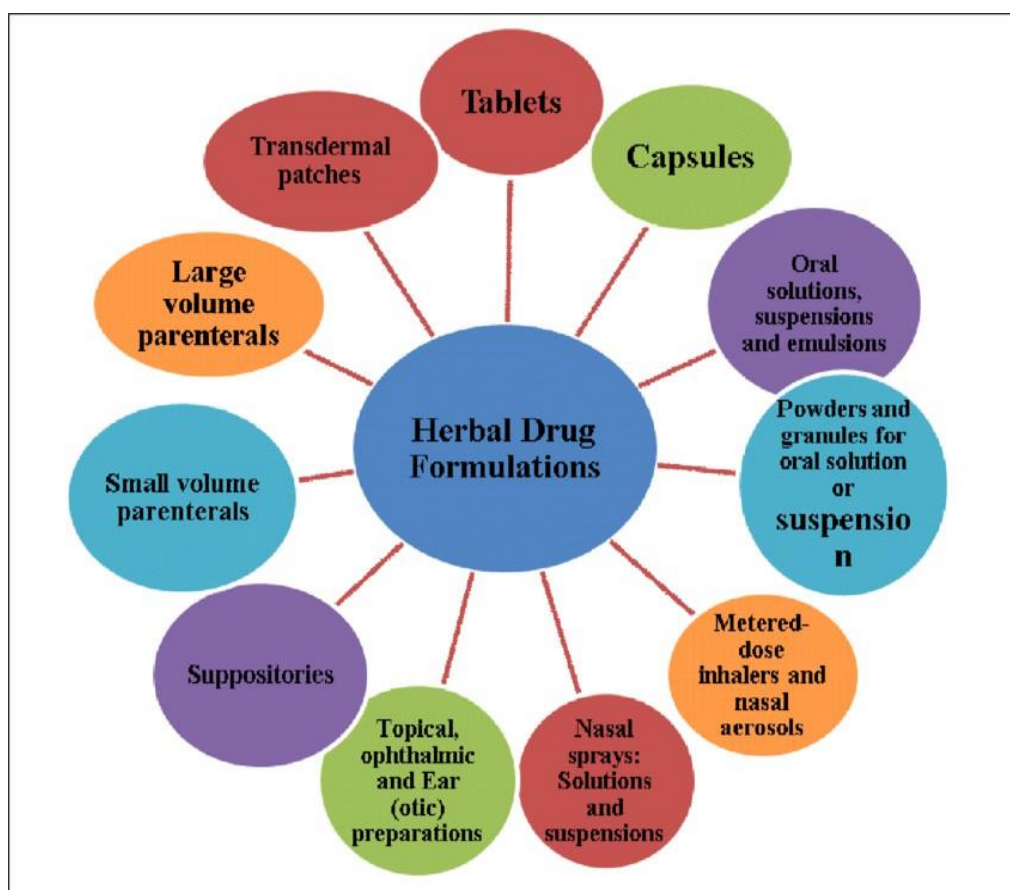 Tablets
Capsules
Oral
solutions,
suspensions
and emulsions
Powders and
granules for
oral solution
or
suspensio
n
Metered-
dose
inhalers and
nasal
aerosols
Nasal
sprays:
Solutions
and
suspensions
Topical,
ophthalmic
and Ear
(otic)
preparations
Suppositories
Small volume
parenterals
Large
volume
parenterals
Transdermal
patches
Herbal Drug
Formulations